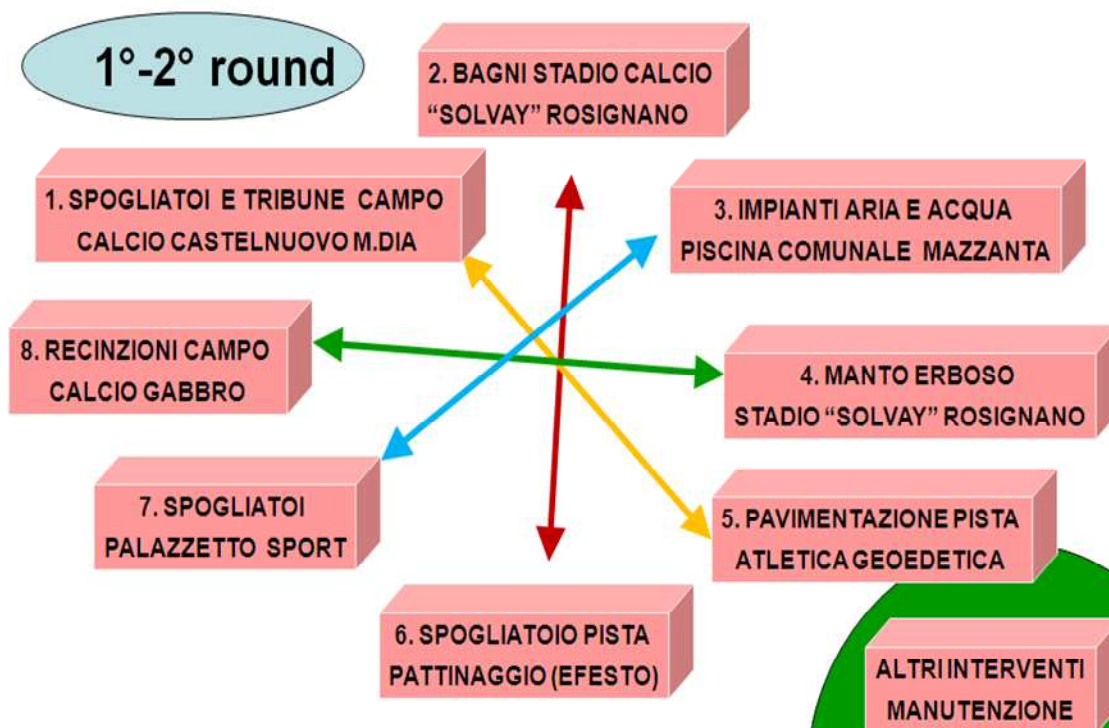 1°-2° round
2. BAGNI STADIO CALCIO
“SOLVAY” ROSIGNANO
1. SPOGLIATOI E TRIBUNE CAMPO
CALCIO CASTELNUOVO M.DIA
3. IMPIANTI ARIA E ACQUA
PISCINA COMUNALE MAZZANTA
8. RECINZIONI CAMPO
CALCIO GABBRO
4. MANTO ERBOSO
STADIO “SOLVAY” ROSIGNANO
7. SPOGLIATOI
PALAZZETTO SPORT
5. PAVIMENTAZIONE PISTA
ATLETICA GEOEDETICA
6. SPOGLIATOIO PISTA
PATTINAGGIO (EFESTO)
ALTRI INTERVENTI
MANUTENZIONE